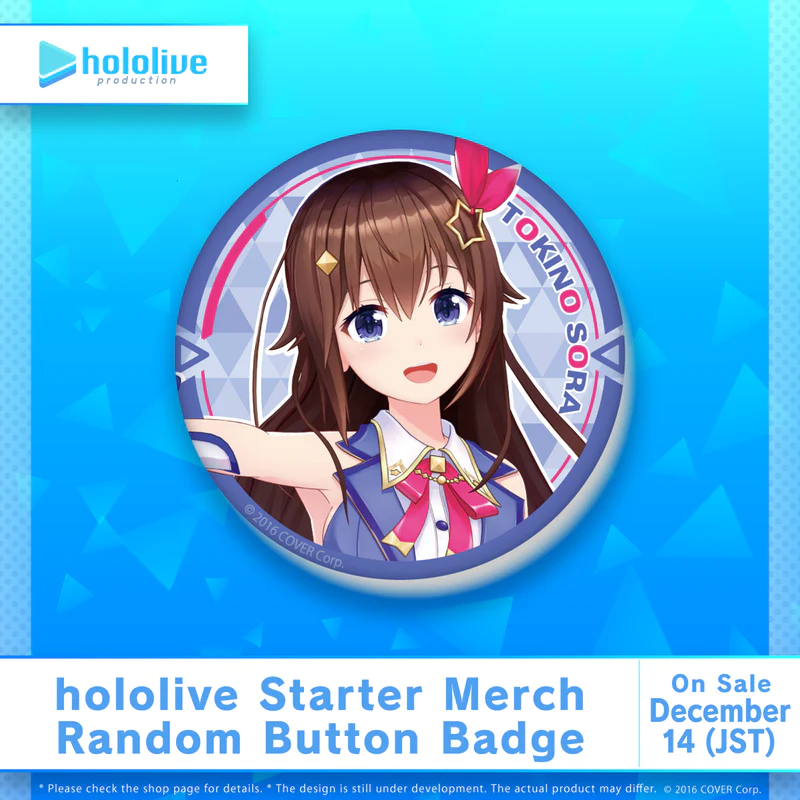 hololive
production
TOKINO SORA
© 2016 COVER Corp.
hololive Starter Merch
Random Button Badge
On Sale
December
14 (JST)
* Please check the shop page for details. * The design is still under development. The actual product may differ. © 2016 COVER Corp.